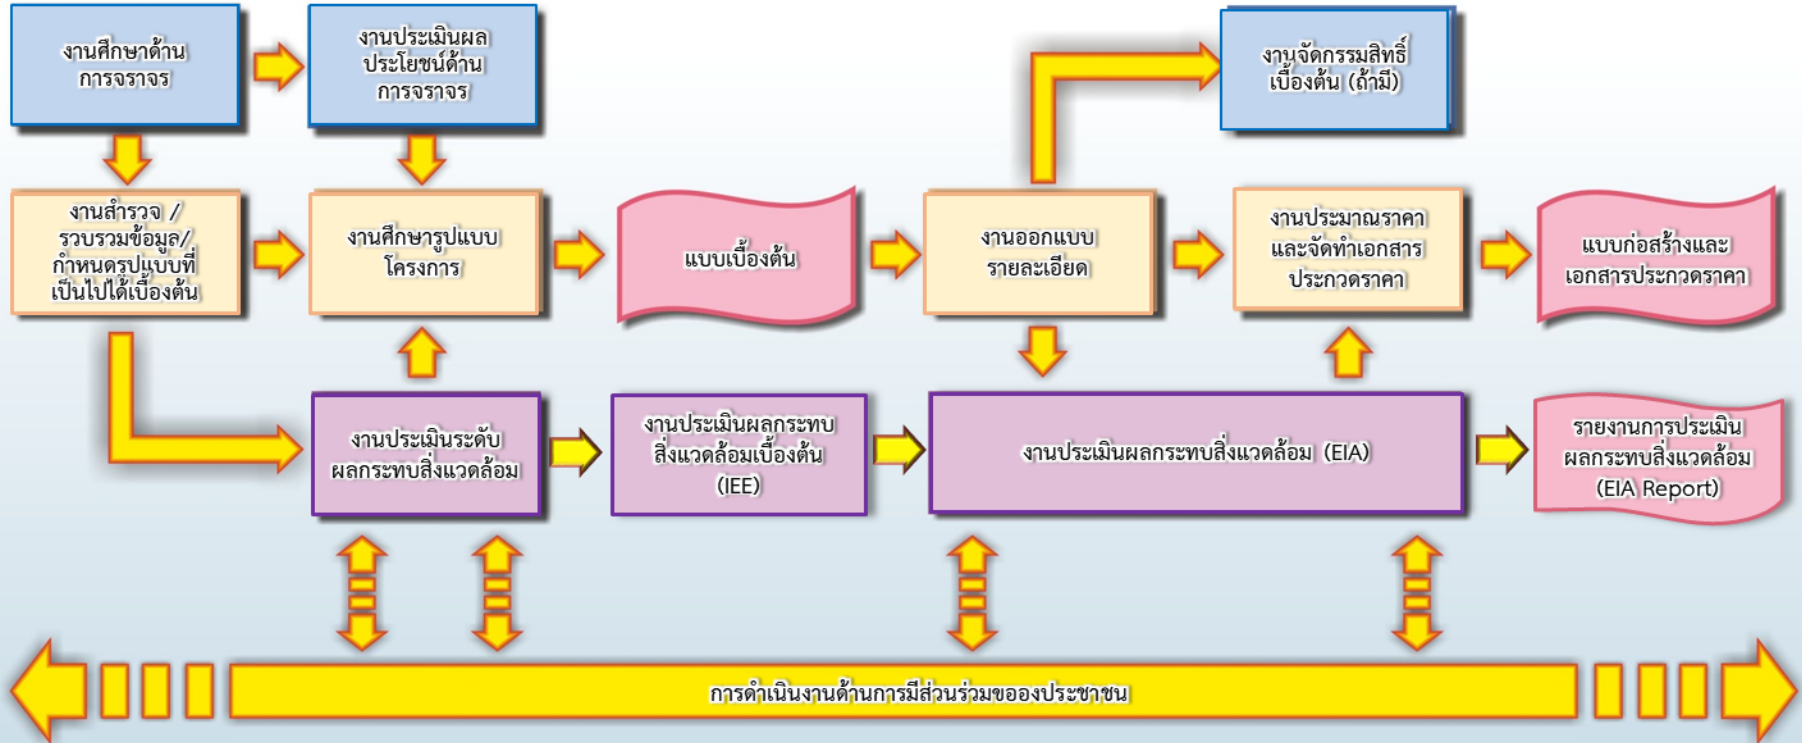 งานศึกษาด้าน
การจราจร
งานประเมินผล
ประโยชน์ด้าน
การจราจร
งานจัดกรรมสิทธิ์
เบื้องต้น (ถ้ามี)
งานสำรวจ /
รวบรวมข้อมูล/
กำหนดรูปแบบที่
เป็นไปได้เบื้องต้น
งานศึกษารูปแบบ
โครงการ
แบบเบื้องต้น
งานออกแบบ
รายละเอียด
งานประมาณราคา
และจัดทำเอกสาร
ประกวดราคา
แบบก่อสร้างและ
เอกสารประกวดราคา
งานประเมินระดับ
ผลกระทบสิ่งแวดล้อม
งานประเมินผลกระทบ
สิ่งแวดล้อมเบื้องต้น
(IEE)
งานประเมินผลกระทบสิ่งแวดล้อม (EIA)
รายงานการประเมิน
ผลกระทบสิ่งแวดล้อม
(EIA Report)
การดำเนินงานด้านการมีส่วนร่วมขอองประชาชน